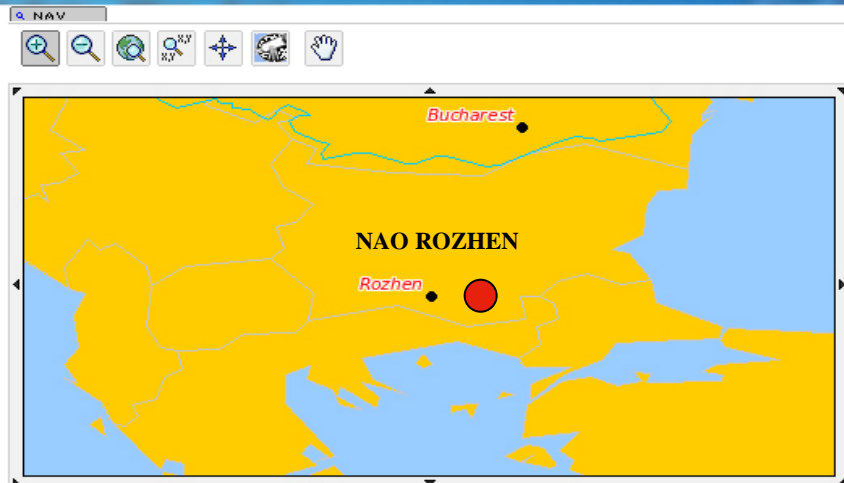 NAV
x,y
x,y
Bucharest
NAO ROZHEN
Rozhen